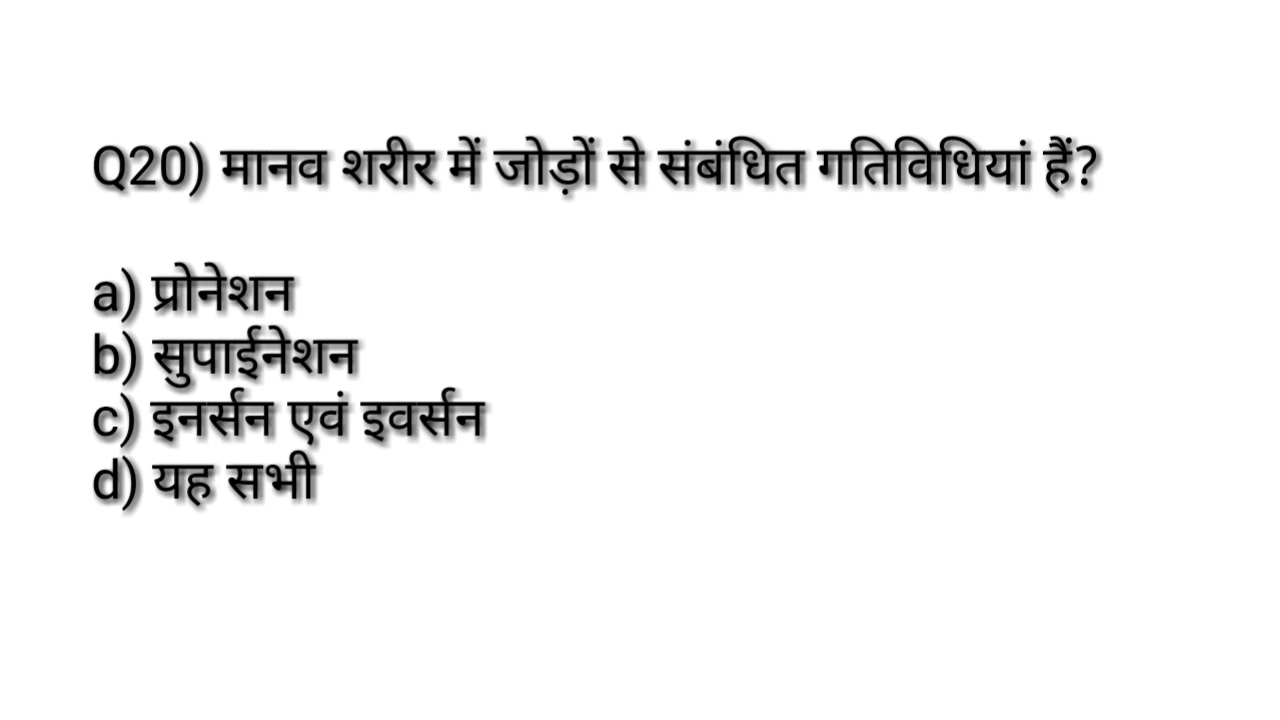 Q20) मानव शरीर में जोड़ों से संबंधित गतिविधियां हैं?
a) प्रोनेशन
b) सुपाईनेशन
c) इनर्सन एवं इवर्सन
d) यह सभी